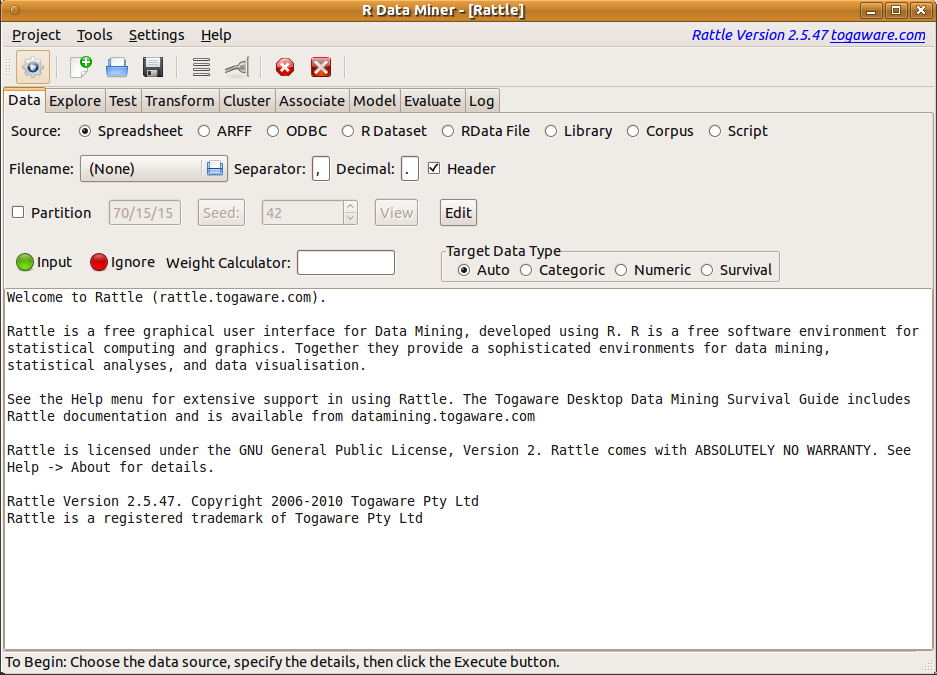 R Data Miner - [Rattle]
Project Tools Settings Help Rattle Version 2.5.47 togaware.com
Data Explore Test Transform Cluster Associate Model Evaluate Log
Source: Spreadsheet ARFF ODBC R Dataset RData File Library Corpus Script
Filename: (None) Separator: , Decimal: . Header
Partition 70/15/15 Seed: 42 View Edit
Target Data Type
Input Ignore Weight Calculator: Auto Categoric Numeric Survival
Welcome to Rattle (rattle.togaware.com).
Rattle is a free graphical user interface for Data Mining, developed using R. R is a free software environment for
statistical computing and graphics. Together they provide a sophisticated environments for data mining,
statistical analyses, and data visualisation.
See the Help menu for extensive support in using Rattle. The Togaware Desktop Data Mining Survival Guide includes
Rattle documentation and is available from datamining.togaware.com
Rattle is licensed under the GNU General Public License, Version 2. Rattle comes with ABSOLUTELY NO WARRANTY. See
Help -> About for details.
Rattle Version 2.5.47. Copyright 2006-2010 Togaware Pty Ltd
Rattle is a registered trademark of Togaware Pty Ltd
To Begin: Choose the data source, specify the details, then click the Execute button.